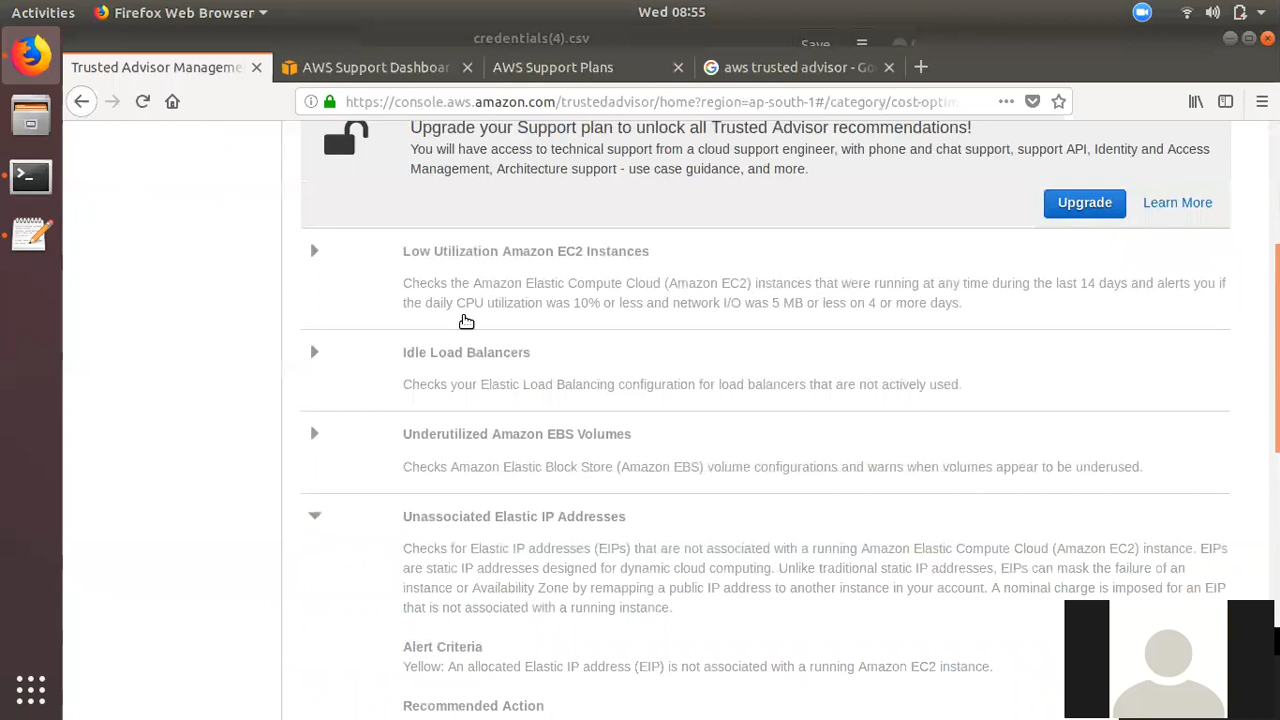 Activities
Firefox Web Browser
Wed 08:55
credentials(4).csv
Save
Trusted Advisor Manageme
AWS Support Dashboar
AWS Support Plans
aws trusted advisor - Go
https://console.aws.amazon.com/trustedadvisor/home?region=ap-south-1#/category/cost-optim
Upgrade your Support plan to unlock all Trusted Advisor recommendations!
You will have access to technical support from a cloud support engineer, with phone and chat support, support API, Identity and Access
Management, Architecture support - use case guidance, and more.
Upgrade
Learn More
Low Utilization Amazon EC2 Instances
Checks the Amazon Elastic Compute Cloud (Amazon EC2) instances that were running at any time during the last 14 days and alerts you if
the daily CPU utilization was 10% or less and network I/O was 5 MB or less on 4 or more days.
Idle Load Balancers
Checks your Elastic Load Balancing configuration for load balancers that are not actively used.
Underutilized Amazon EBS Volumes
Checks Amazon Elastic Block Store (Amazon EBS) volume configurations and warns when volumes appear to be underused.
Unassociated Elastic IP Addresses
Checks for Elastic IP addresses (EIPs) that are not associated with a running Amazon Elastic Compute Cloud (Amazon EC2) instance. EIPs
are static IP addresses designed for dynamic cloud computing. Unlike traditional static IP addresses, EIPs can mask the failure of an
instance or Availability Zone by remapping a public IP address to another instance in your account. A nominal charge is imposed for an EIP
that is not associated with a running instance.
Alert Criteria
Yellow: An allocated Elastic IP address (EIP) is not associated with a running Amazon EC2 instance.
Recommended Action